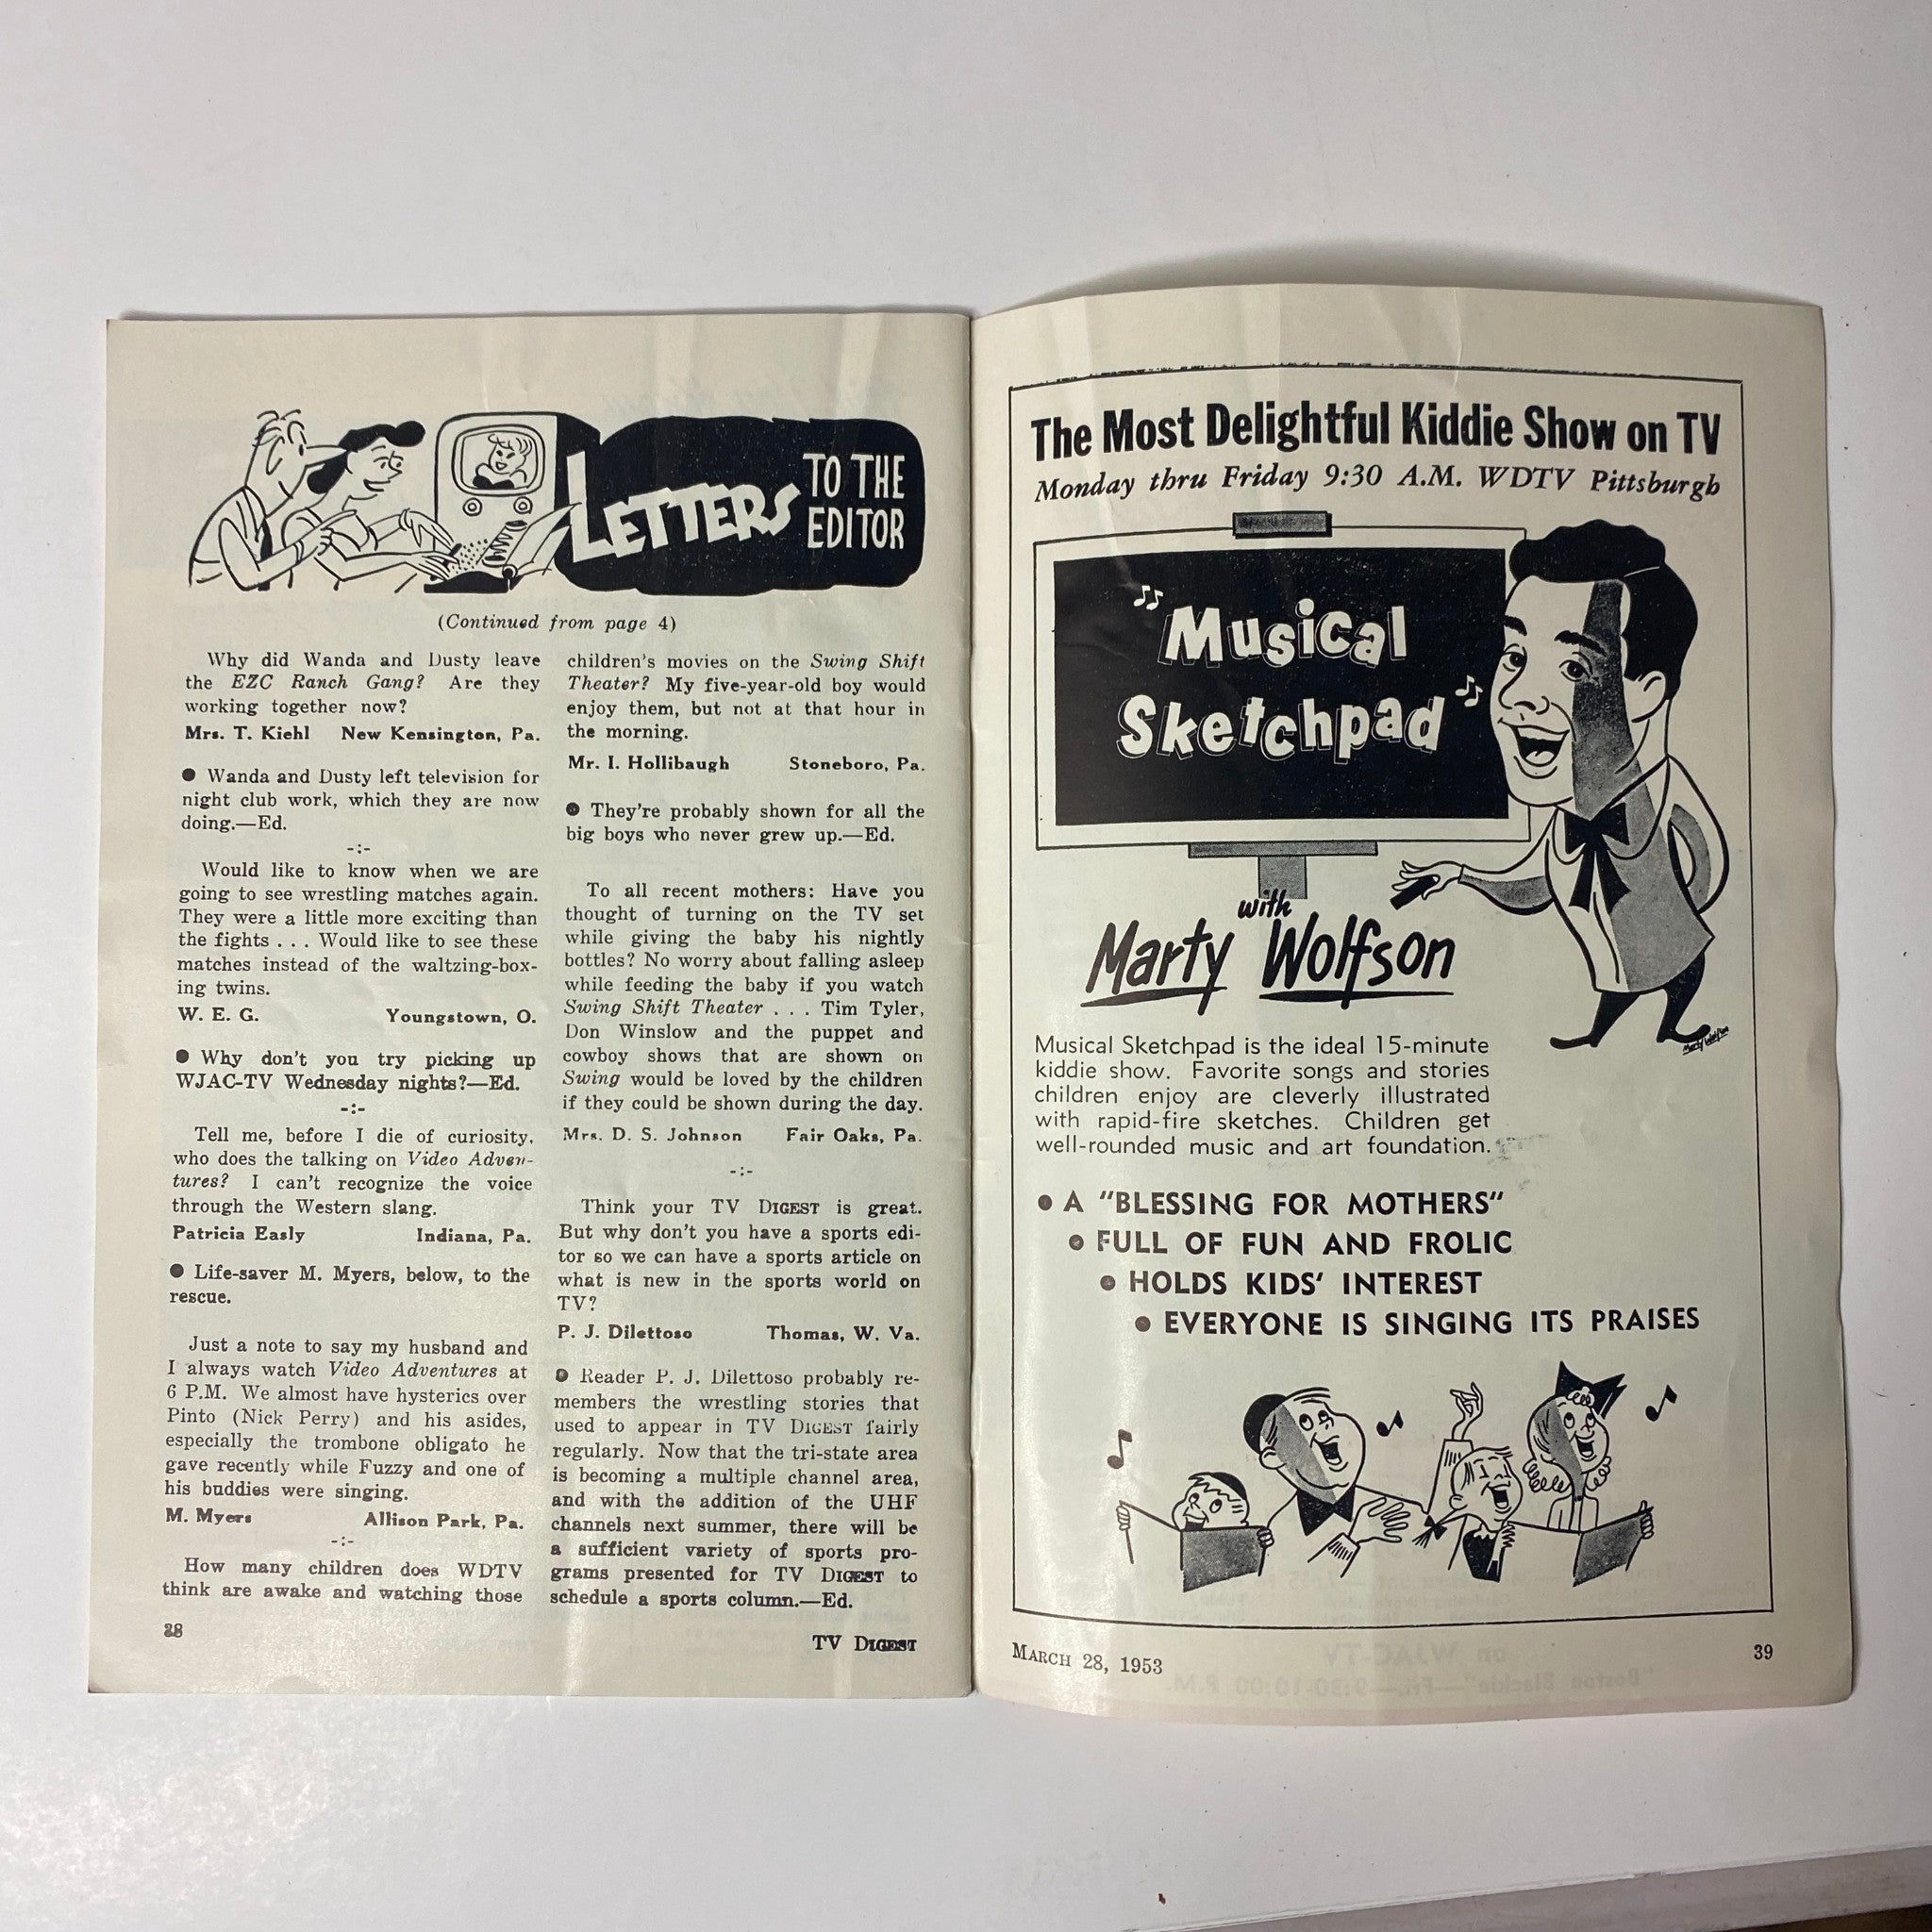 LETTERS TO THE EDITOR
(Continued from page 4)
Why did Wanda and Dusty leave
the EZC Ranch Gang? Are they
working together now?
Mrs. T. Kiehl New Kensington, Pa.
● Wanda and Dusty left television for
night club work, which they are now
doing.—Ed.
-:-
Would like to know when we are
going to see wrestling matches again.
They were a little more exciting than
the fights . . . Would like to see these
matches instead of the waltzing-box-
ing twins.
W. E. G. Youngstown, O.
● Why don't you try picking up
WJAC-TV Wednesday nights?—Ed.
-:-
Tell me, before I die of curiosity,
who does the talking on Video Adven-
tures? I can't recognize the voice
through the Western slang.
Patricia Easly Indiana, Pa.
● Life-saver M. Myers, below, to the
rescue.
Just a note to say my husband and
I always watch Video Adventures at
6 P.M. We almost have hysterics over
Pinto (Nick Perry) and his asides,
especially the trombone obligato he
gave recently while Fuzzy and one of
his buddies were singing.
M. Myers Allison Park, Pa.
-:-
How many children does WDTV
think are awake and watching those
children's movies on the Swing Shift
Theater? My five-year-old boy would
enjoy them, but not at that hour in
the morning.
Mr. I. Hollibaugh Stoneboro, Pa.
● They're probably shown for all the
big boys who never grew up.—Ed.
To all recent mothers: Have you
thought of turning on the TV set
while giving the baby his nightly
bottles? No worry about falling asleep
while feeding the baby if you watch
Swing Shift Theater . . . Tim Tyler,
Don Winslow and the puppet and
cowboy shows that are shown on
Swing would be loved by the children
if they could be shown during the day.
Mrs. D. S. Johnson Fair Oaks, Pa.
-:-
Think your TV DIGEST is great.
But why don't you have a sports edi-
tor so we can have a sports article on
what is new in the sports world on
TV?
P. J. Dilettoso Thomas, W. Va.
● Reader P. J. Dilettoso probably re-
members the wrestling stories that
used to appear in TV DIGEST fairly
regularly. Now that the tri-state area
is becoming a multiple channel area,
and with the addition of the UHF
channels next summer, there will be
a sufficient variety of sports pro-
grams presented for TV DIGEST to
schedule a sports column.—Ed.
38
TV DIGEST
The Most Delightful Kiddie Show on TV
Monday thru Friday 9:30 A.M. WDTV Pittsburgh
"Musical
Sketchpad"
with
Marty Wolfson
Marty Wolfson
Musical Sketchpad is the ideal 15-minute
kiddie show. Favorite songs and stories
children enjoy are cleverly illustrated
with rapid-fire sketches. Children get
well-rounded music and art foundation.
● A "BLESSING FOR MOTHERS"
● FULL OF FUN AND FROLIC
● HOLDS KIDS' INTEREST
● EVERYONE IS SINGING ITS PRAISES
MARCH 28, 1953
39